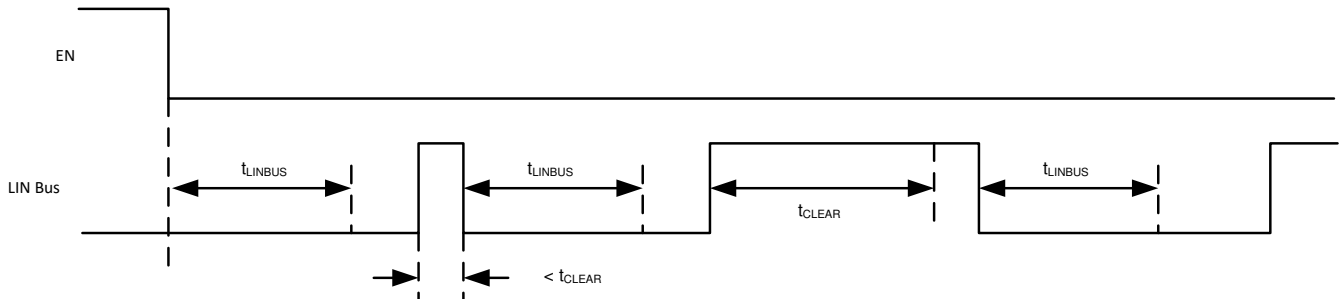 EN
LIN Bus
tLINBUS
tLINBUS
tCLEAR
tLINBUS
< tCLEAR